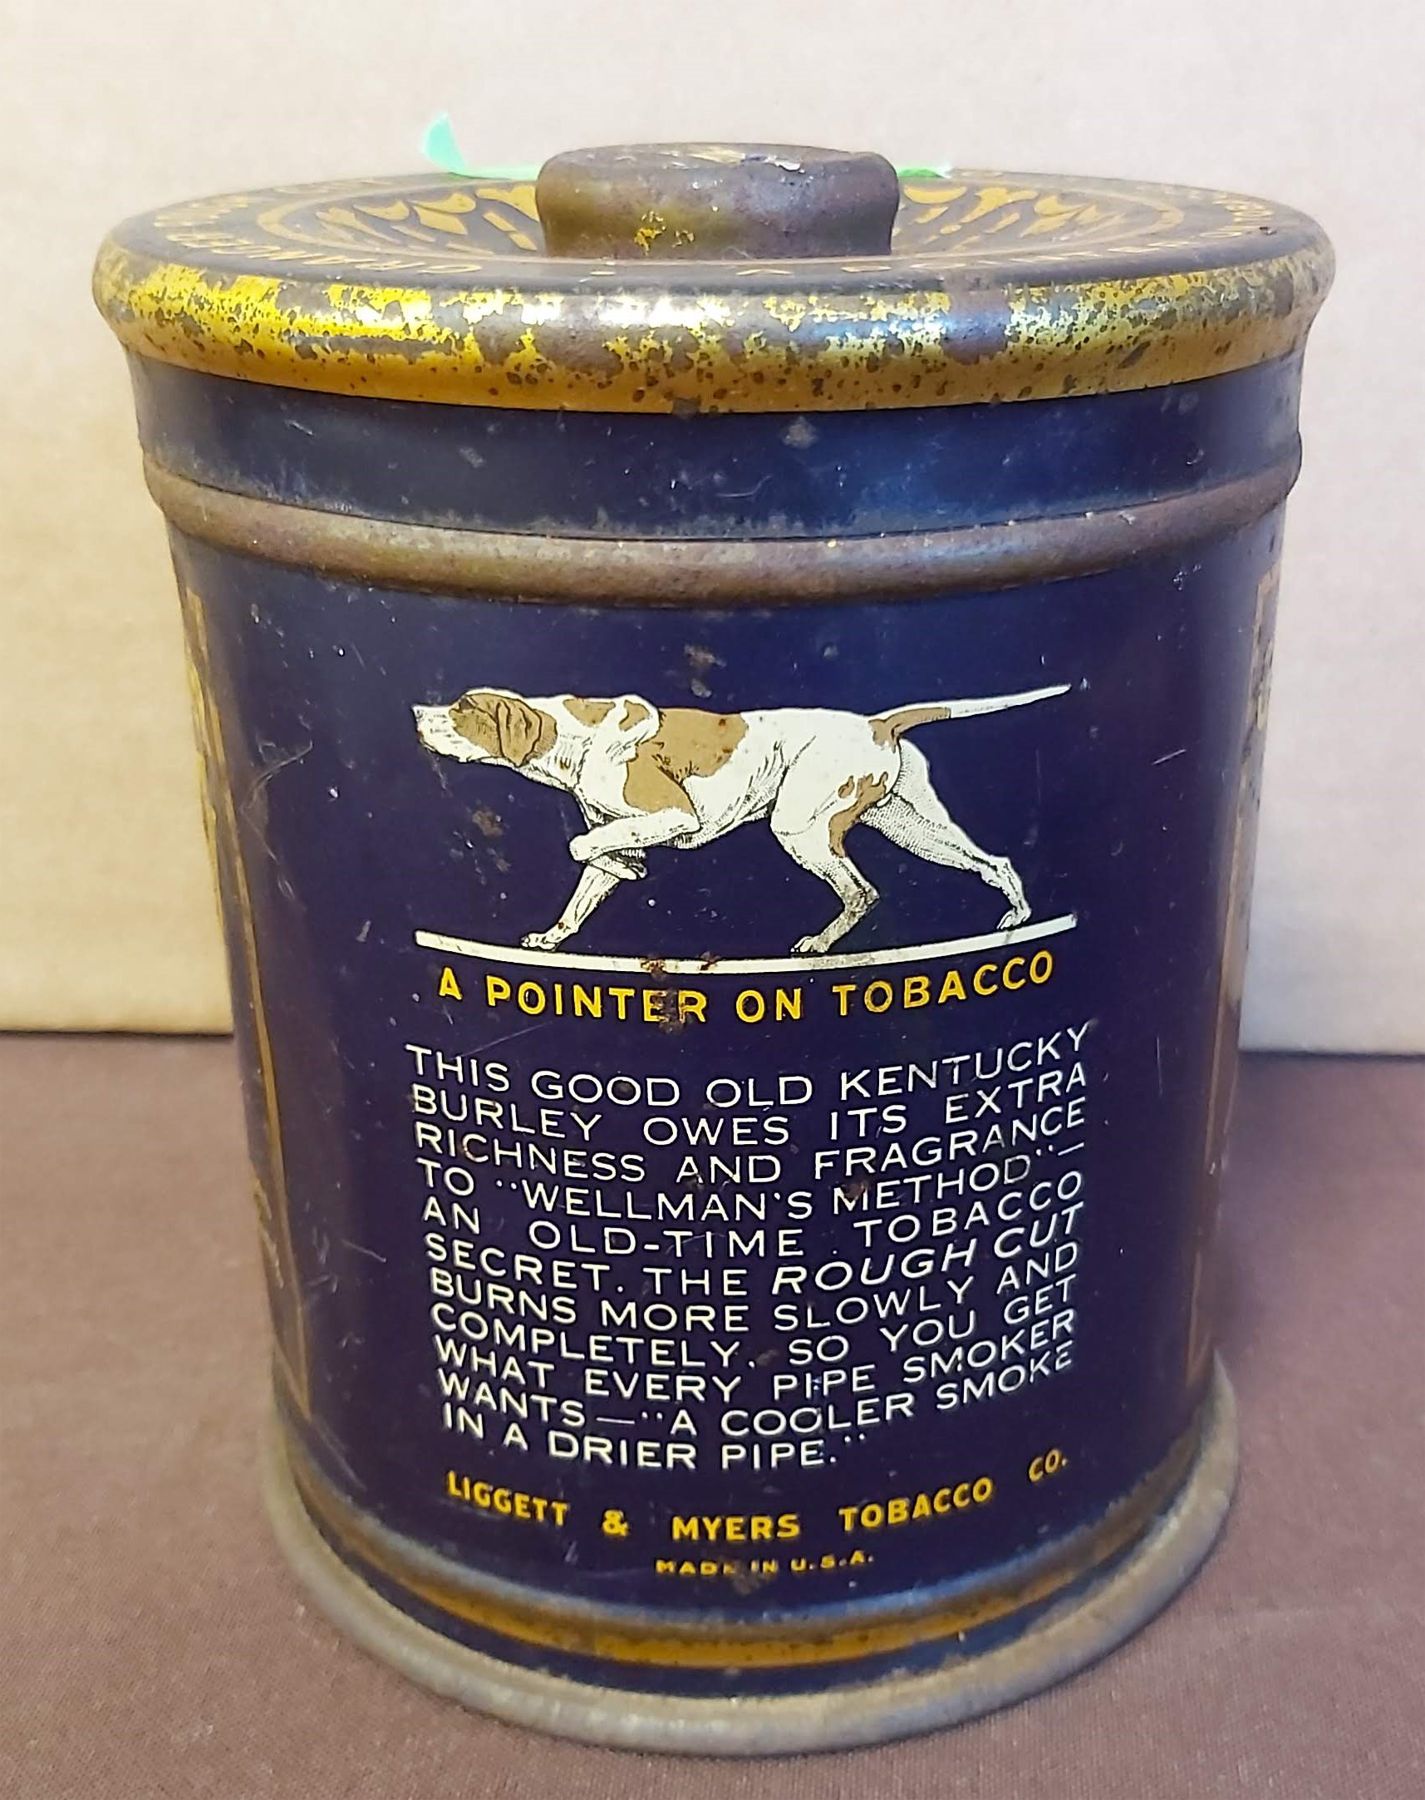 A POINTER ON TOBACCO
THIS GOOD OLD KENTUCKY
BURLEY OWES ITS EXTRA
RICHNESS AND FRAGRANCE
TO "WELLMAN'S METHOD"—
AN OLD-TIME TOBACCO
SECRET. THE ROUGH CUT
BURNS MORE SLOWLY AND
COMPLETELY. SO YOU GET
WHAT EVERY PIPE SMOKER
WANTS—"A COOLER SMOKE
IN A DRIER PIPE."
LIGGETT & MYERS TOBACCO CO.
MADE IN U.S.A.